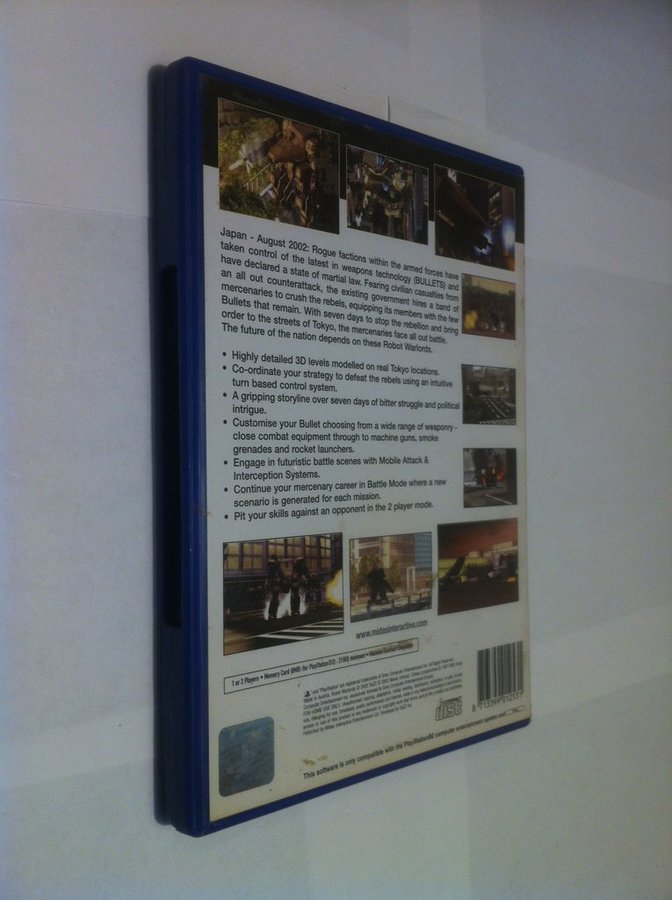 Japan - August 2002: Rogue factions within the armed forces have
taken control of the latest in weapons technology (BULLETS) and
have declared a state of martial law. Fearing civilian casualties from
an all out counterattack, the existing government hires a band of
mercenaries to crush the rebels, equipping its members with the few
Bullets that remain. With seven days to stop the rebellion and bring
order to the streets of Tokyo, the mercenaries face all out battle.
The future of the nation depends on these Robot Warlords.
• Highly detailed 3D levels modelled on real Tokyo locations.
• Co-ordinate your strategy to defeat the rebels using an intuitive
turn based control system.
• A gripping storyline over seven days of bitter struggle and political
intrigue.
• Customise your Bullet choosing from a wide range of weaponry -
close combat equipment through to machine guns, smoke
grenades and rocket launchers.
• Engage in futuristic battle scenes with Mobile Attack &
Interception Systems.
• Continue your mercenary career in Battle Mode where a new
scenario is generated for each mission.
• Pit your skills against an opponent in the 2 player mode.
www.midasinteractive.com
1 or 2 Players • Memory Card (8MB) (for PlayStation®2)
COMPACT
disc
This software is only compatible with the PlayStation®2 computer entertainment system